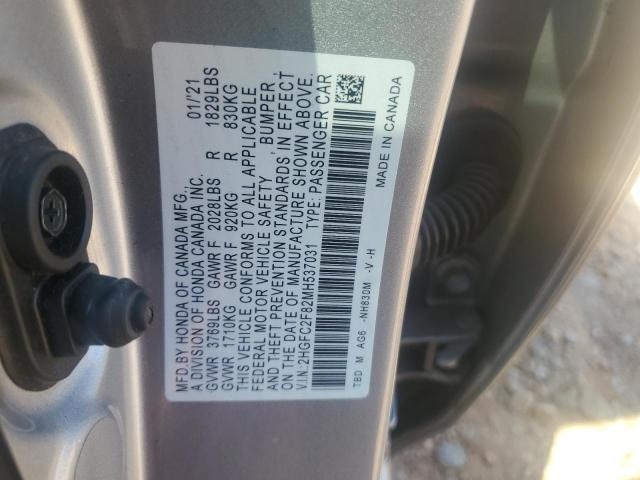 MFD.BY HONDA OF CANADA MFG.,
A DIVISION OF HONDA CANADA INC. 01/'21
GVWR 3769LBS GAWR F 2028LBS R 1829LBS
GVWR 1710KG GAWR F 920KG R 830KG
THIS VEHICLE CONFORMS TO ALL APPLICABLE
FEDERAL MOTOR VEHICLE SAFETY , BUMPER ,
AND THEFT PREVENTION STANDARDS IN EFFECT
ON THE DATE OF MANUFACTURE SHOWN ABOVE.
V.I.N.:2HGFC2F82MH537031 TYPE:PASSENGER CAR
TBD M AG6 -NH830M -V -H
MADE IN CANADA